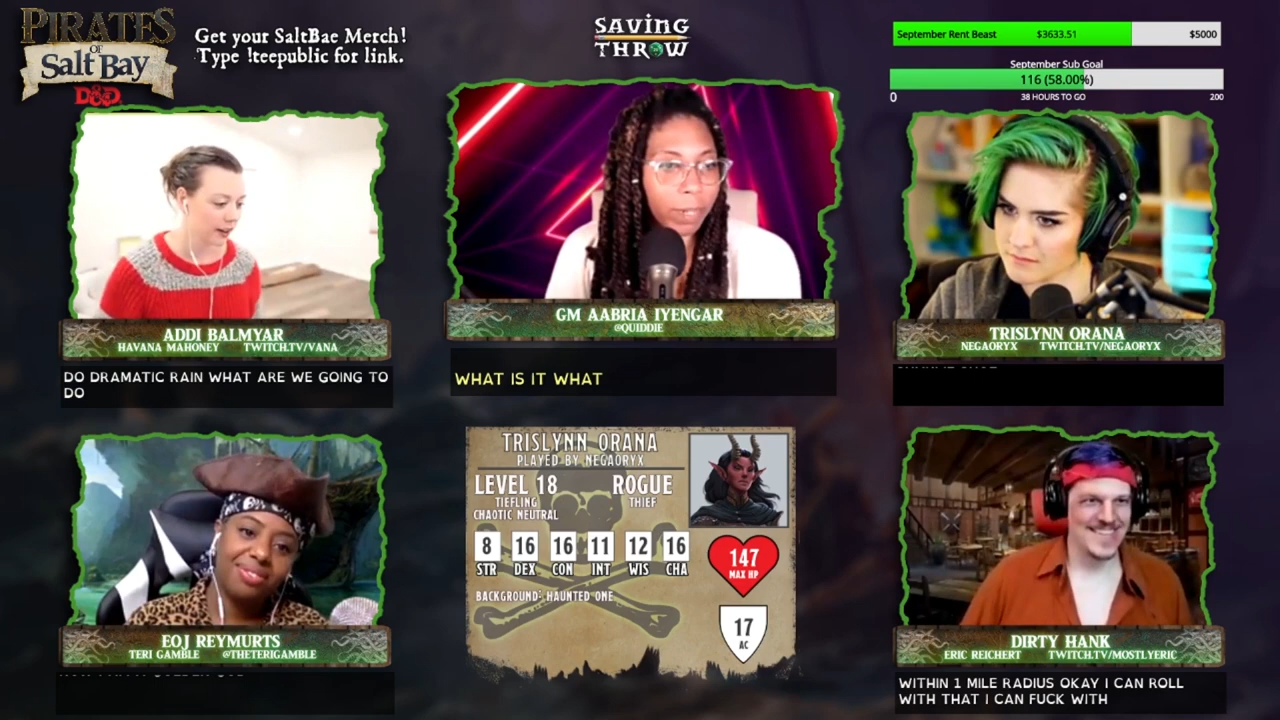 PIRATES
OF
Salt Bay
D&D
Get your SaltBae Merch!
Type !teepublic for link.
SAVING
THROW
September Rent Beast $3633.51 $5000
September Sub Goal
116 (58.00%)
0 38 HOURS TO GO 200
ADDI BALMYAR
HAVANA MAHONEY TWITCH.TV/VANA
DO DRAMATIC RAIN WHAT ARE WE GOING TO
DO
GM AABRIA IYENGAR
@QUIDDIE
WHAT IS IT WHAT
TRISLYNN ORANA
NEGAORYX TWITCH.TV/NEGAORYX
EOJ REYMURTS
TERI GAMBLE @THETERIGAMBLE
TRISLYNN ORANA
PLAYED BY NEGAORYX
LEVEL 18 ROGUE
TIEFLING THIEF
CHAOTIC NEUTRAL
8 16 16 11 12 16
STR DEX CON INT WIS CHA
147
MAX HP
BACKGROUND: HAUNTED ONE
17
AC
DIRTY HANK
ERIC REICHERT TWITCH.TV/MOSTLYERIC
WITHIN 1 MILE RADIUS OKAY I CAN ROLL
WITH THAT I CAN FUCK WITH